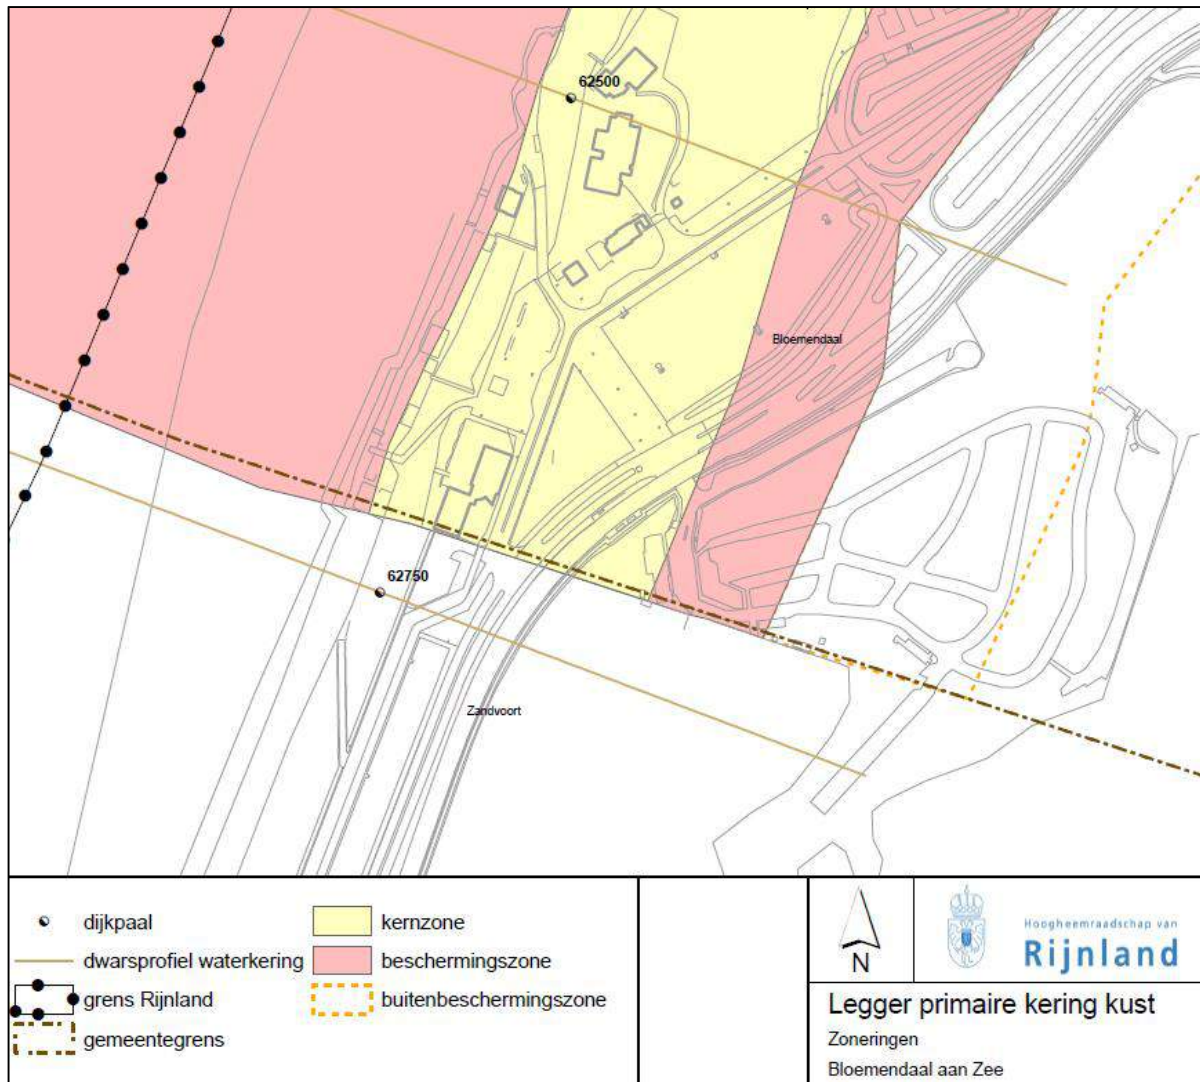 62500
Bloemendaal
62750
Zandvoort
dijkpaal
dwarsprofiel waterkering
grens Rijnland
gemeentegrens
kernzone
beschermingszone
buitenbeschermingszone
N
Hoogheemraadschap van
Rijnland
Legger primaire kering kust
Zoneringen
Bloemendaal aan Zee